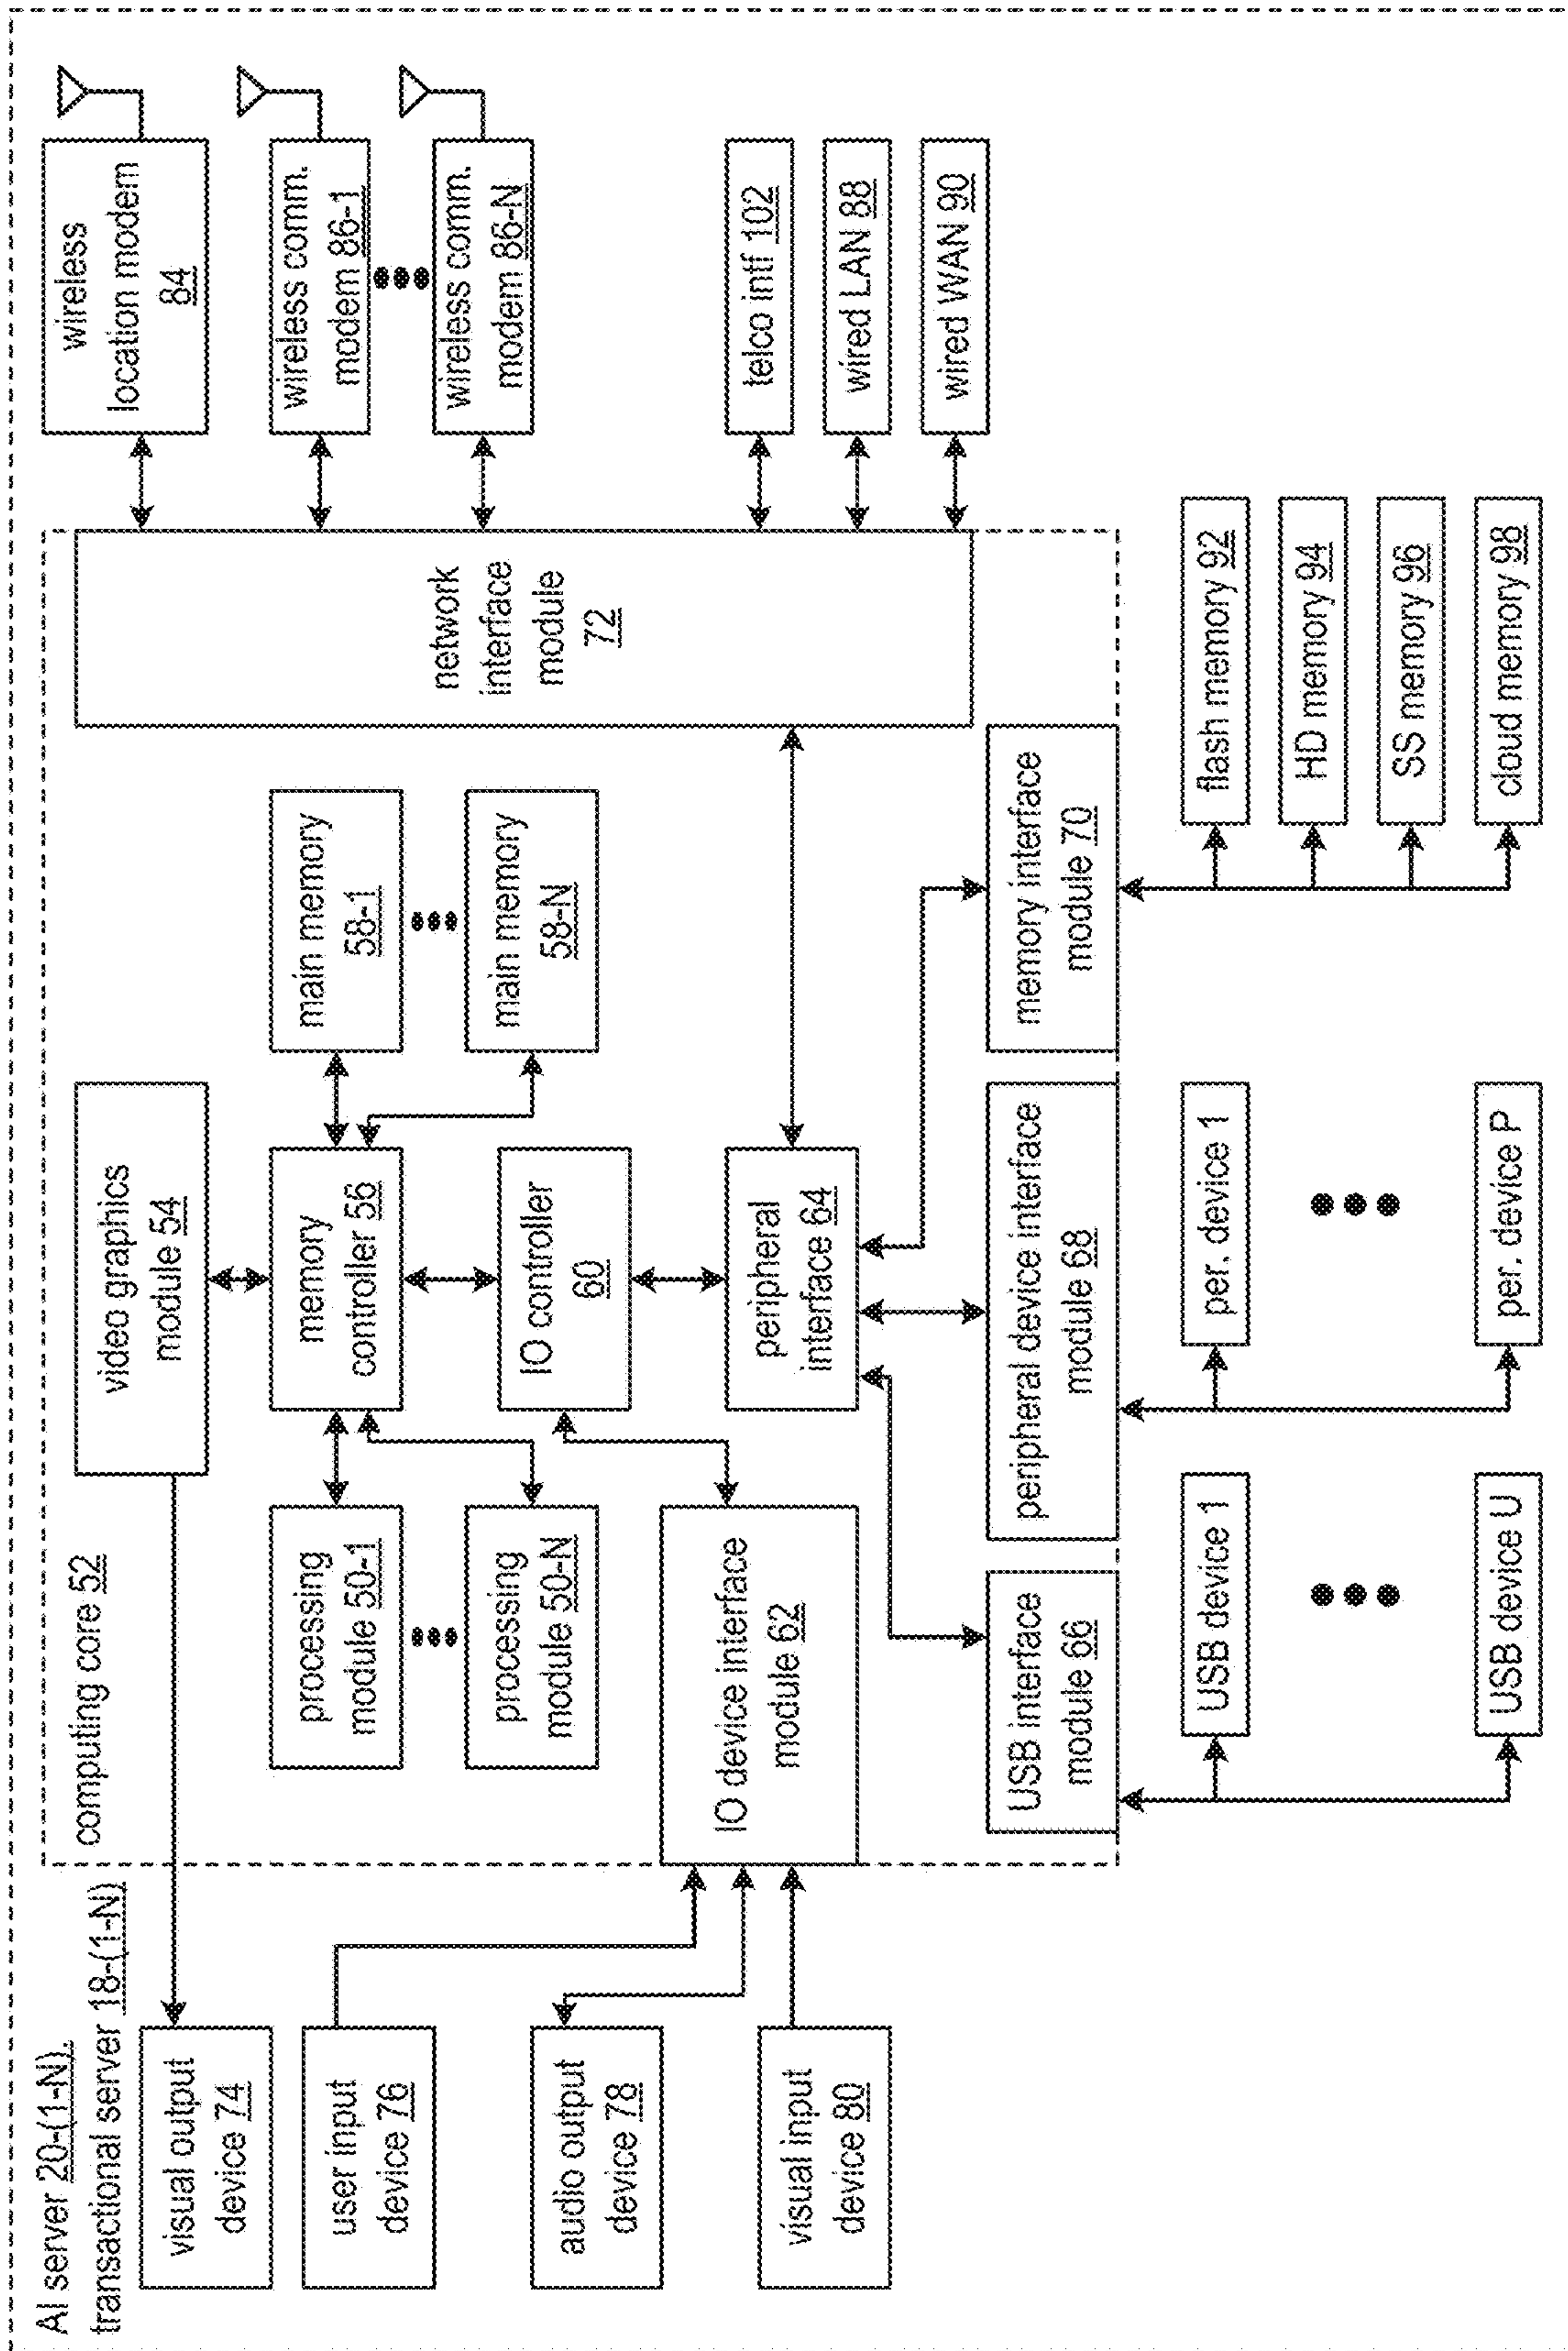 AI server 20-(1-N),
transactional server 18-(1-N)
computing core 52
visual output
device 74
user input
device 76
audio output
device 78
visual input
device 80
video graphics
module 54
processing
module 50-1
processing
module 50-N
memory
controller 56
main memory
58-1
main memory
58-N
IO controller
60
IO device interface
module 62
peripheral
interface 64
network
interface
module
72
USB interface
module 66
peripheral device interface
module 68
memory interface
module 70
wireless
location modem
84
wireless comm.
modem 86-1
wireless comm.
modem 86-N
telco intf 102
wired LAN 88
wired WAN 90
USB device 1
USB device U
per. device 1
per. device P
flash memory 92
HD memory 94
SS memory 96
cloud memory 98